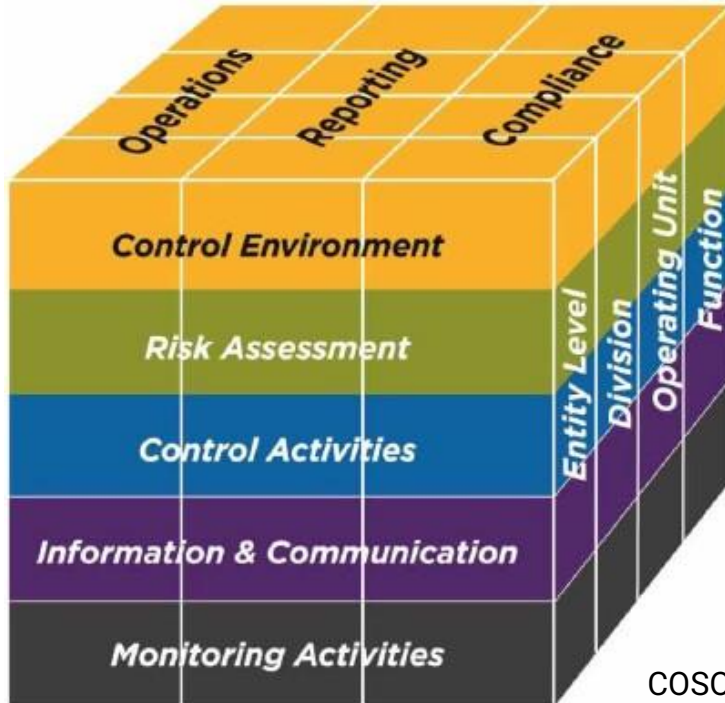 Operations
Reporting
Compliance
Control Environment
Risk Assessment
Control Activities
Information & Communication
Monitoring Activities
Entity Level
Division
Operating Unit
Function
COSO